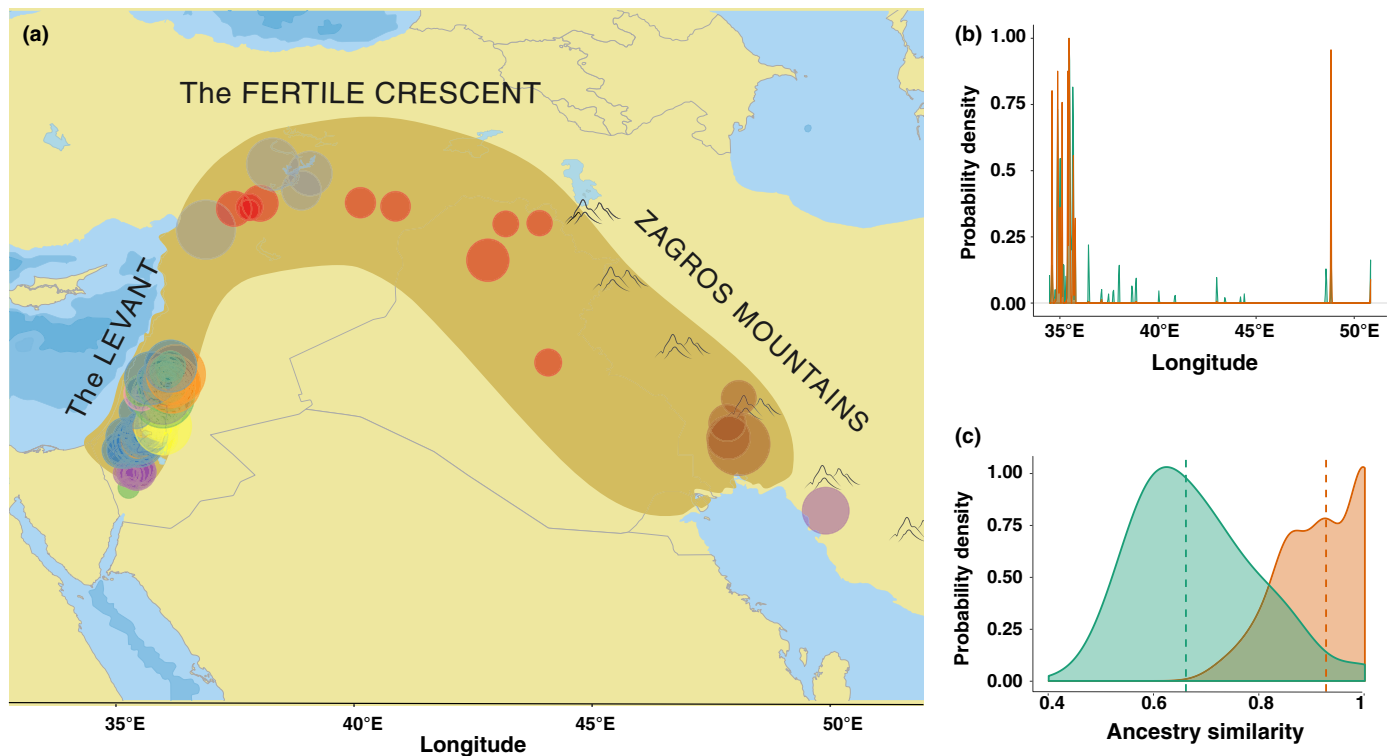 (a)
The FERTILE CRESCENT
The LEVANT
ZAGROS MOUNTAINS
35°E
40°E
45°E
50°E
Longitude
(b)
1.00
0.75
0.50
0.25
0.00
Probability density
35°E
40°E
45°E
50°E
Longitude
(c)
1.00
0.75
0.50
0.25
0.00
Probability density
0.4
0.6
0.8
1
Ancestry similarity